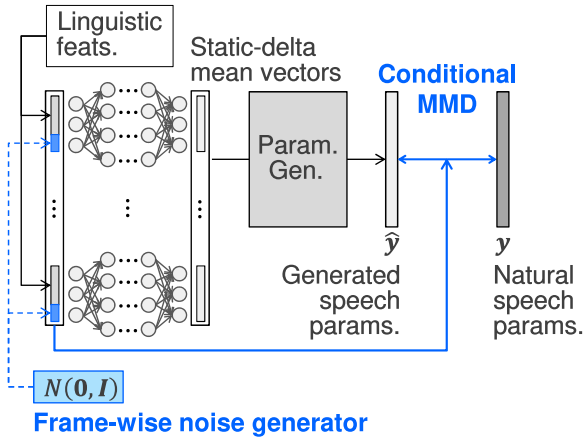 Linguistic
feats.
Static-delta
mean vectors
Conditional
MMD
Param.
Gen.
ŷ
y
Generated
speech
params.
Natural
speech
params.
N(0, I)
Frame-wise noise generator